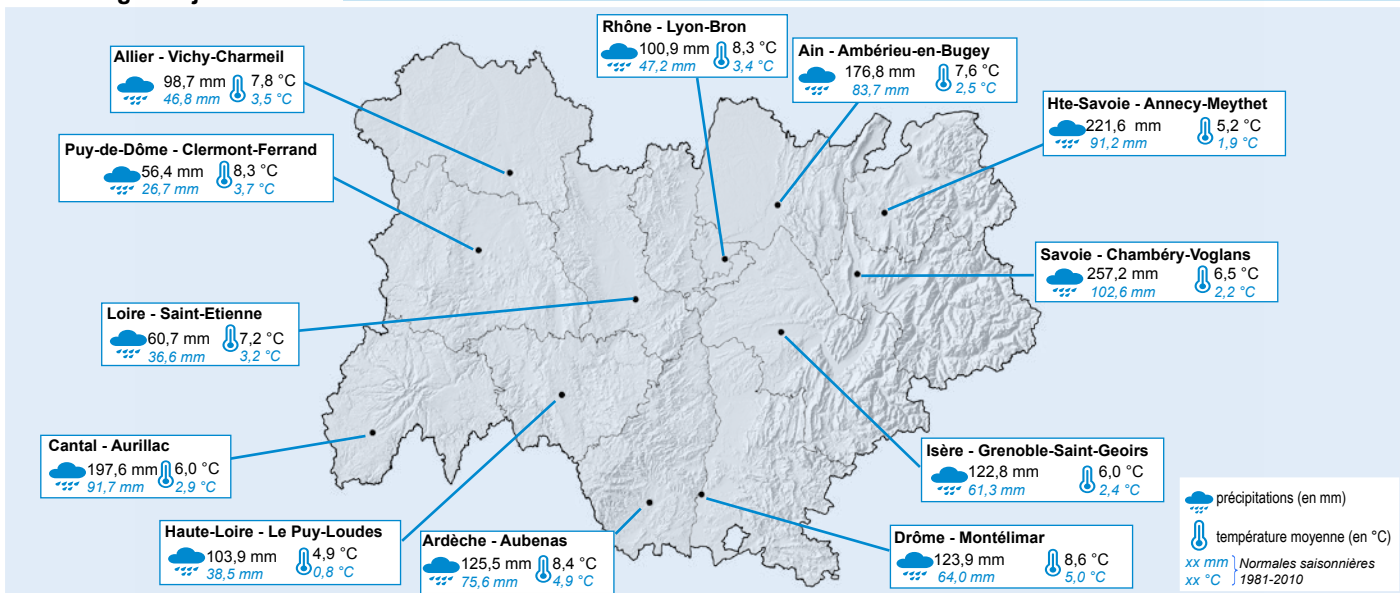 Rhône - Lyon-Bron
100,9 mm 8,3 °C
47,2 mm 3,4 °C
Allier - Vichy-Charmeil
98,7 mm 7,8 °C
46,8 mm 3,5 °C
Ain - Ambérieu-en-Bugey
176,8 mm 7,6 °C
83,7 mm 2,5 °C
Hte-Savoie - Annecy-Meythet
221,6 mm 5,2 °C
91,2 mm 1,9 °C
Puy-de-Dôme - Clermont-Ferrand
56,4 mm 8,3 °C
26,7 mm 3,7 °C
Savoie - Chambéry-Voglans
257,2 mm 6,5 °C
102,6 mm 2,2 °C
Loire - Saint-Etienne
60,7 mm 7,2 °C
36,6 mm 3,2 °C
Cantal - Aurillac
197,6 mm 6,0 °C
91,7 mm 2,9 °C
Isère - Grenoble-Saint-Geoirs
122,8 mm 6,0 °C
61,3 mm 2,4 °C
Haute-Loire - Le Puy-Loudes
103,9 mm 4,9 °C
38,5 mm 0,8 °C
Ardèche - Aubenas
125,5 mm 8,4 °C
75,6 mm 4,9 °C
Drôme - Montélimar
123,9 mm 8,6 °C
64,0 mm 5,0 °C
précipitations (en mm)
température moyenne (en °C)
xx mm Normales saisonnières
xx °C 1981-2010